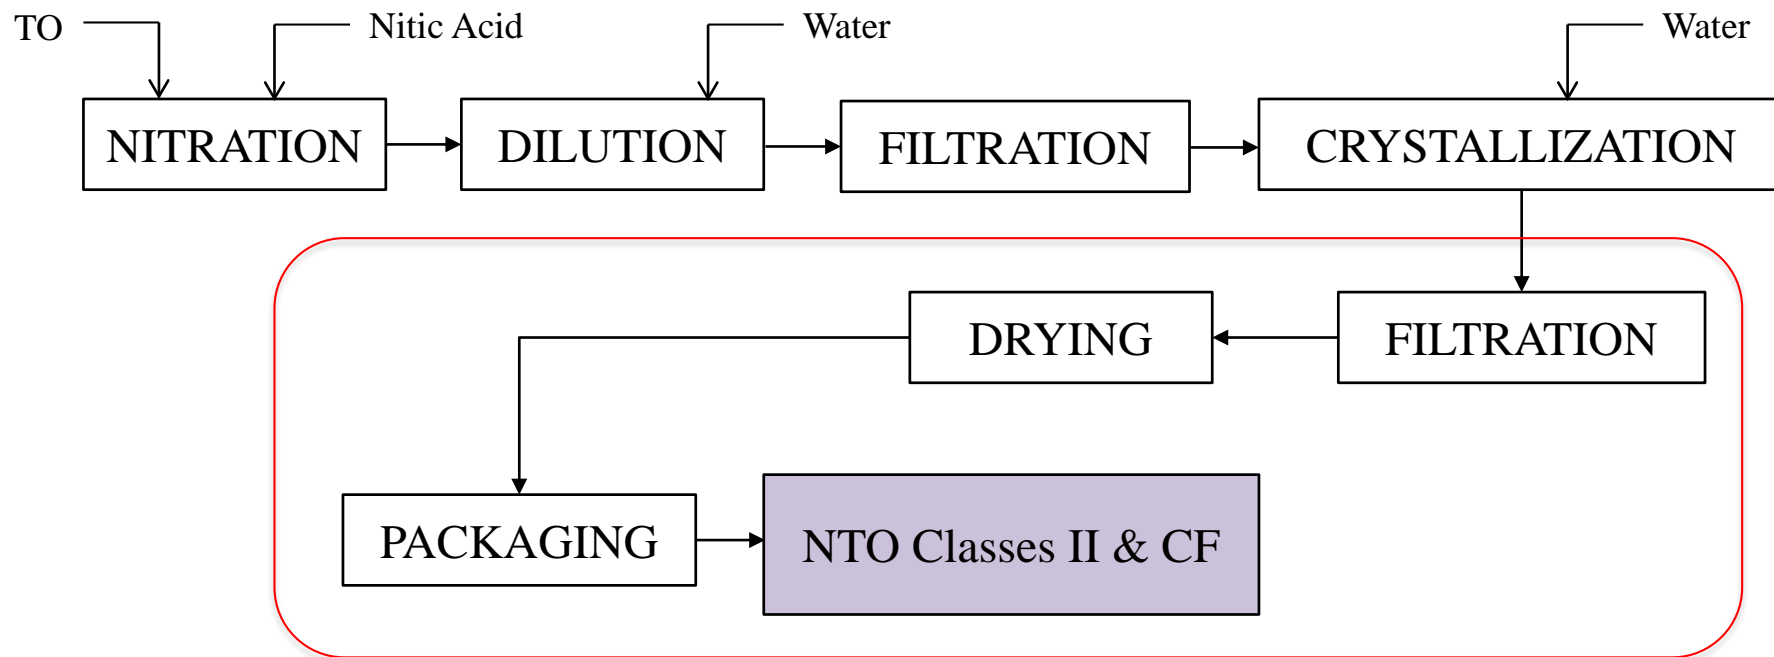 TO
Nitic Acid
Water
Water
NITRATION
DILUTION
FILTRATION
CRYSTALLIZATION
DRYING
FILTRATION
PACKAGING
NTO Classes II & CF